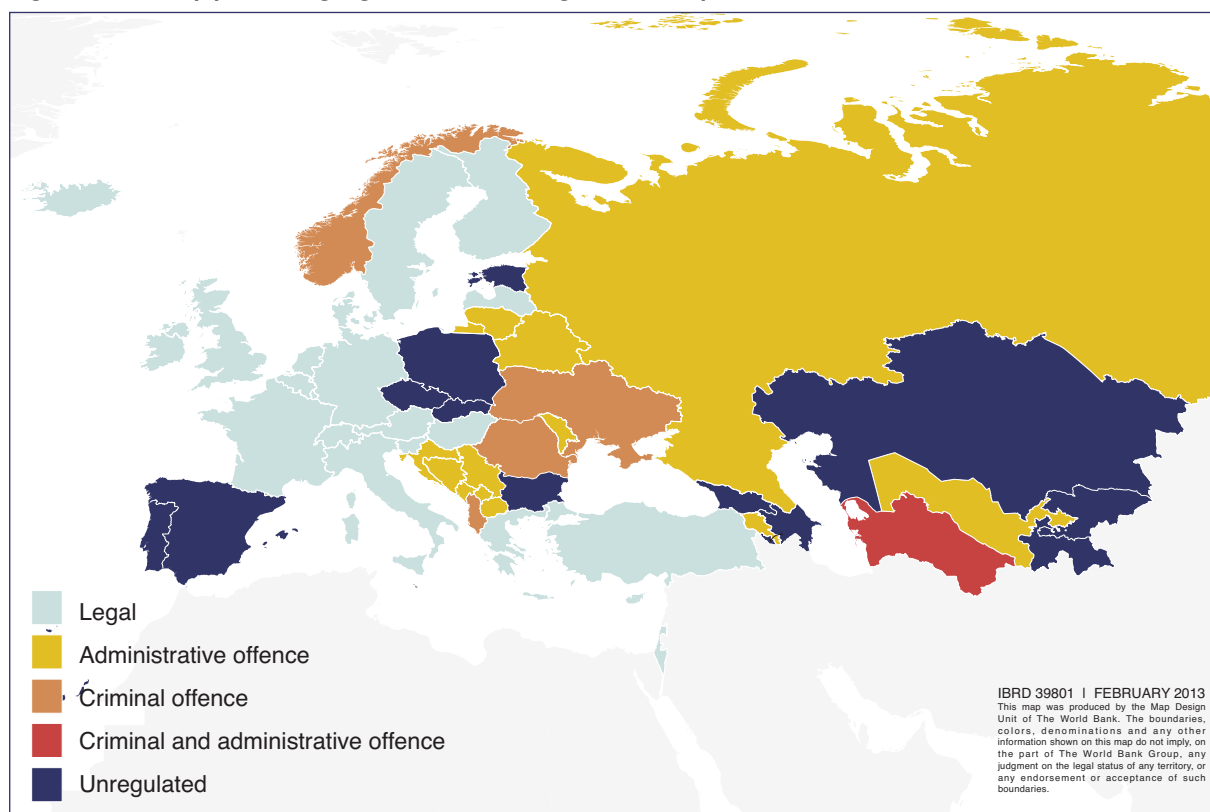 Legal
Administrative offence
Criminal offence
Criminal and administrative offence
Unregulated
IBRD 39801 | FEBRUARY 2013
This map was produced by the Map Design
Unit of The World Bank. The boundaries,
colors, denominations and any other
information shown on this map do not imply, on
the part of The World Bank Group, any
judgment on the legal status of any territory, or
any endorsement or acceptance of such
boundaries.